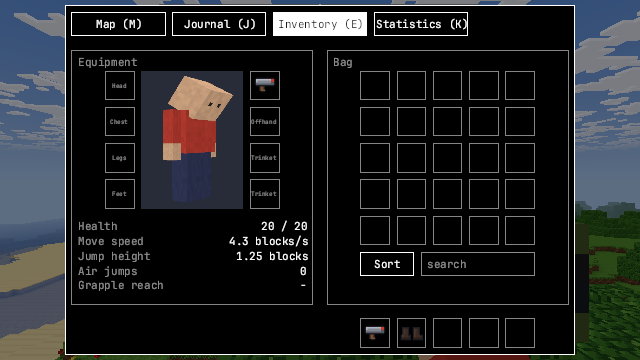 Map (M) Journal (J) Inventory (E) Statistics (K)
Equipment
Head
Chest Offhand
Legs Trinket
Feet Trinket
Health 20 / 20
Move speed 4.3 blocks/s
Jump height 1.25 blocks
Air jumps 0
Grapple reach -
Bag
Sort search